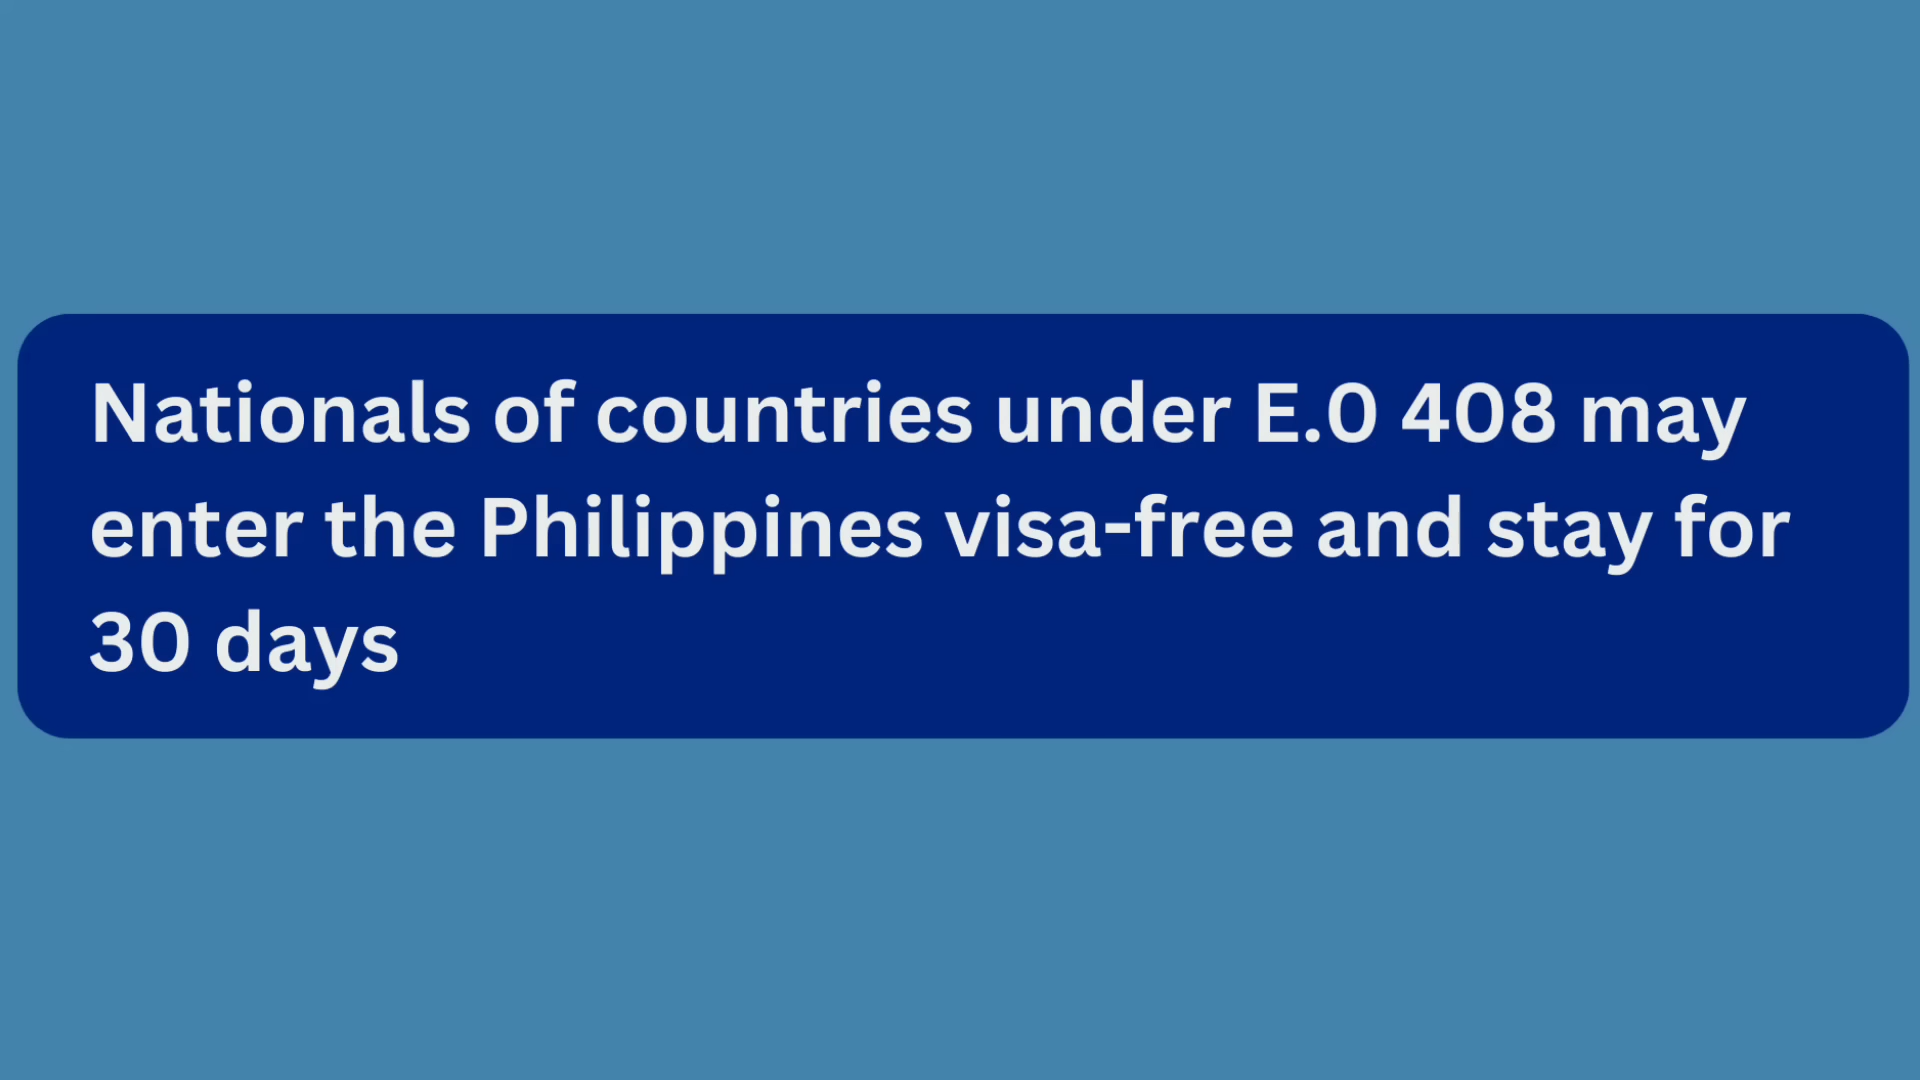 Nationals of countries under E.0 408 may
enter the Philippines visa-free and stay for
30 days